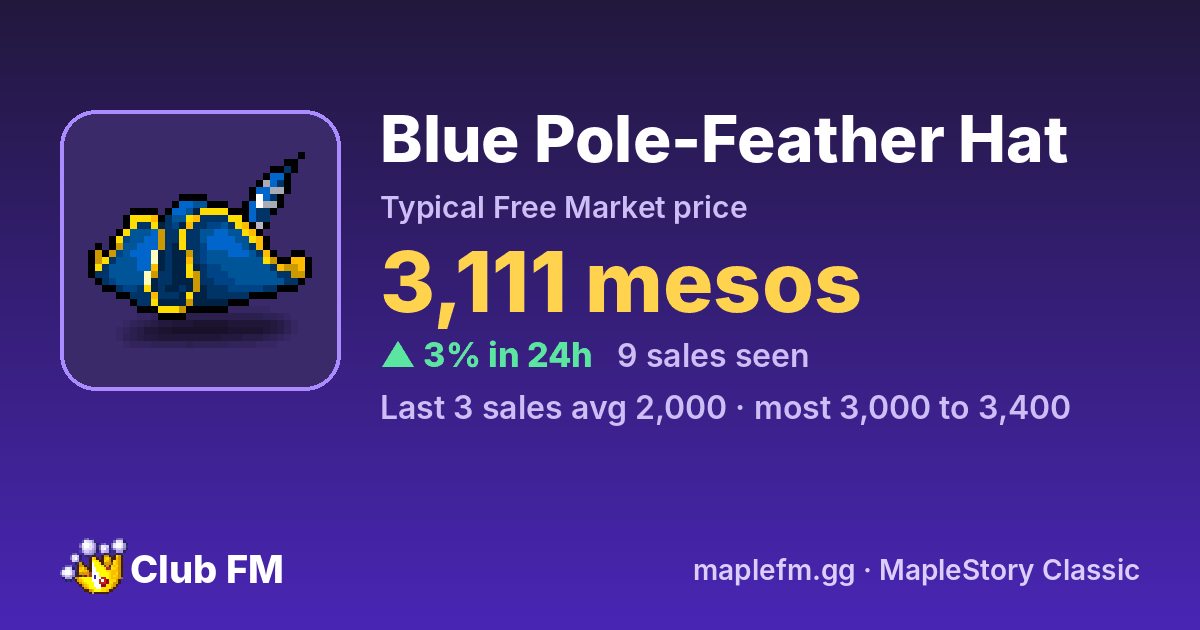 Blue Pole-Feather Hat
Typical Free Market price
3,111 mesos
▲ 3% in 24h 9 sales seen
Last 3 sales avg 2,000 · most 3,000 to 3,400
Club FM
maplefm.gg · MapleStory Classic